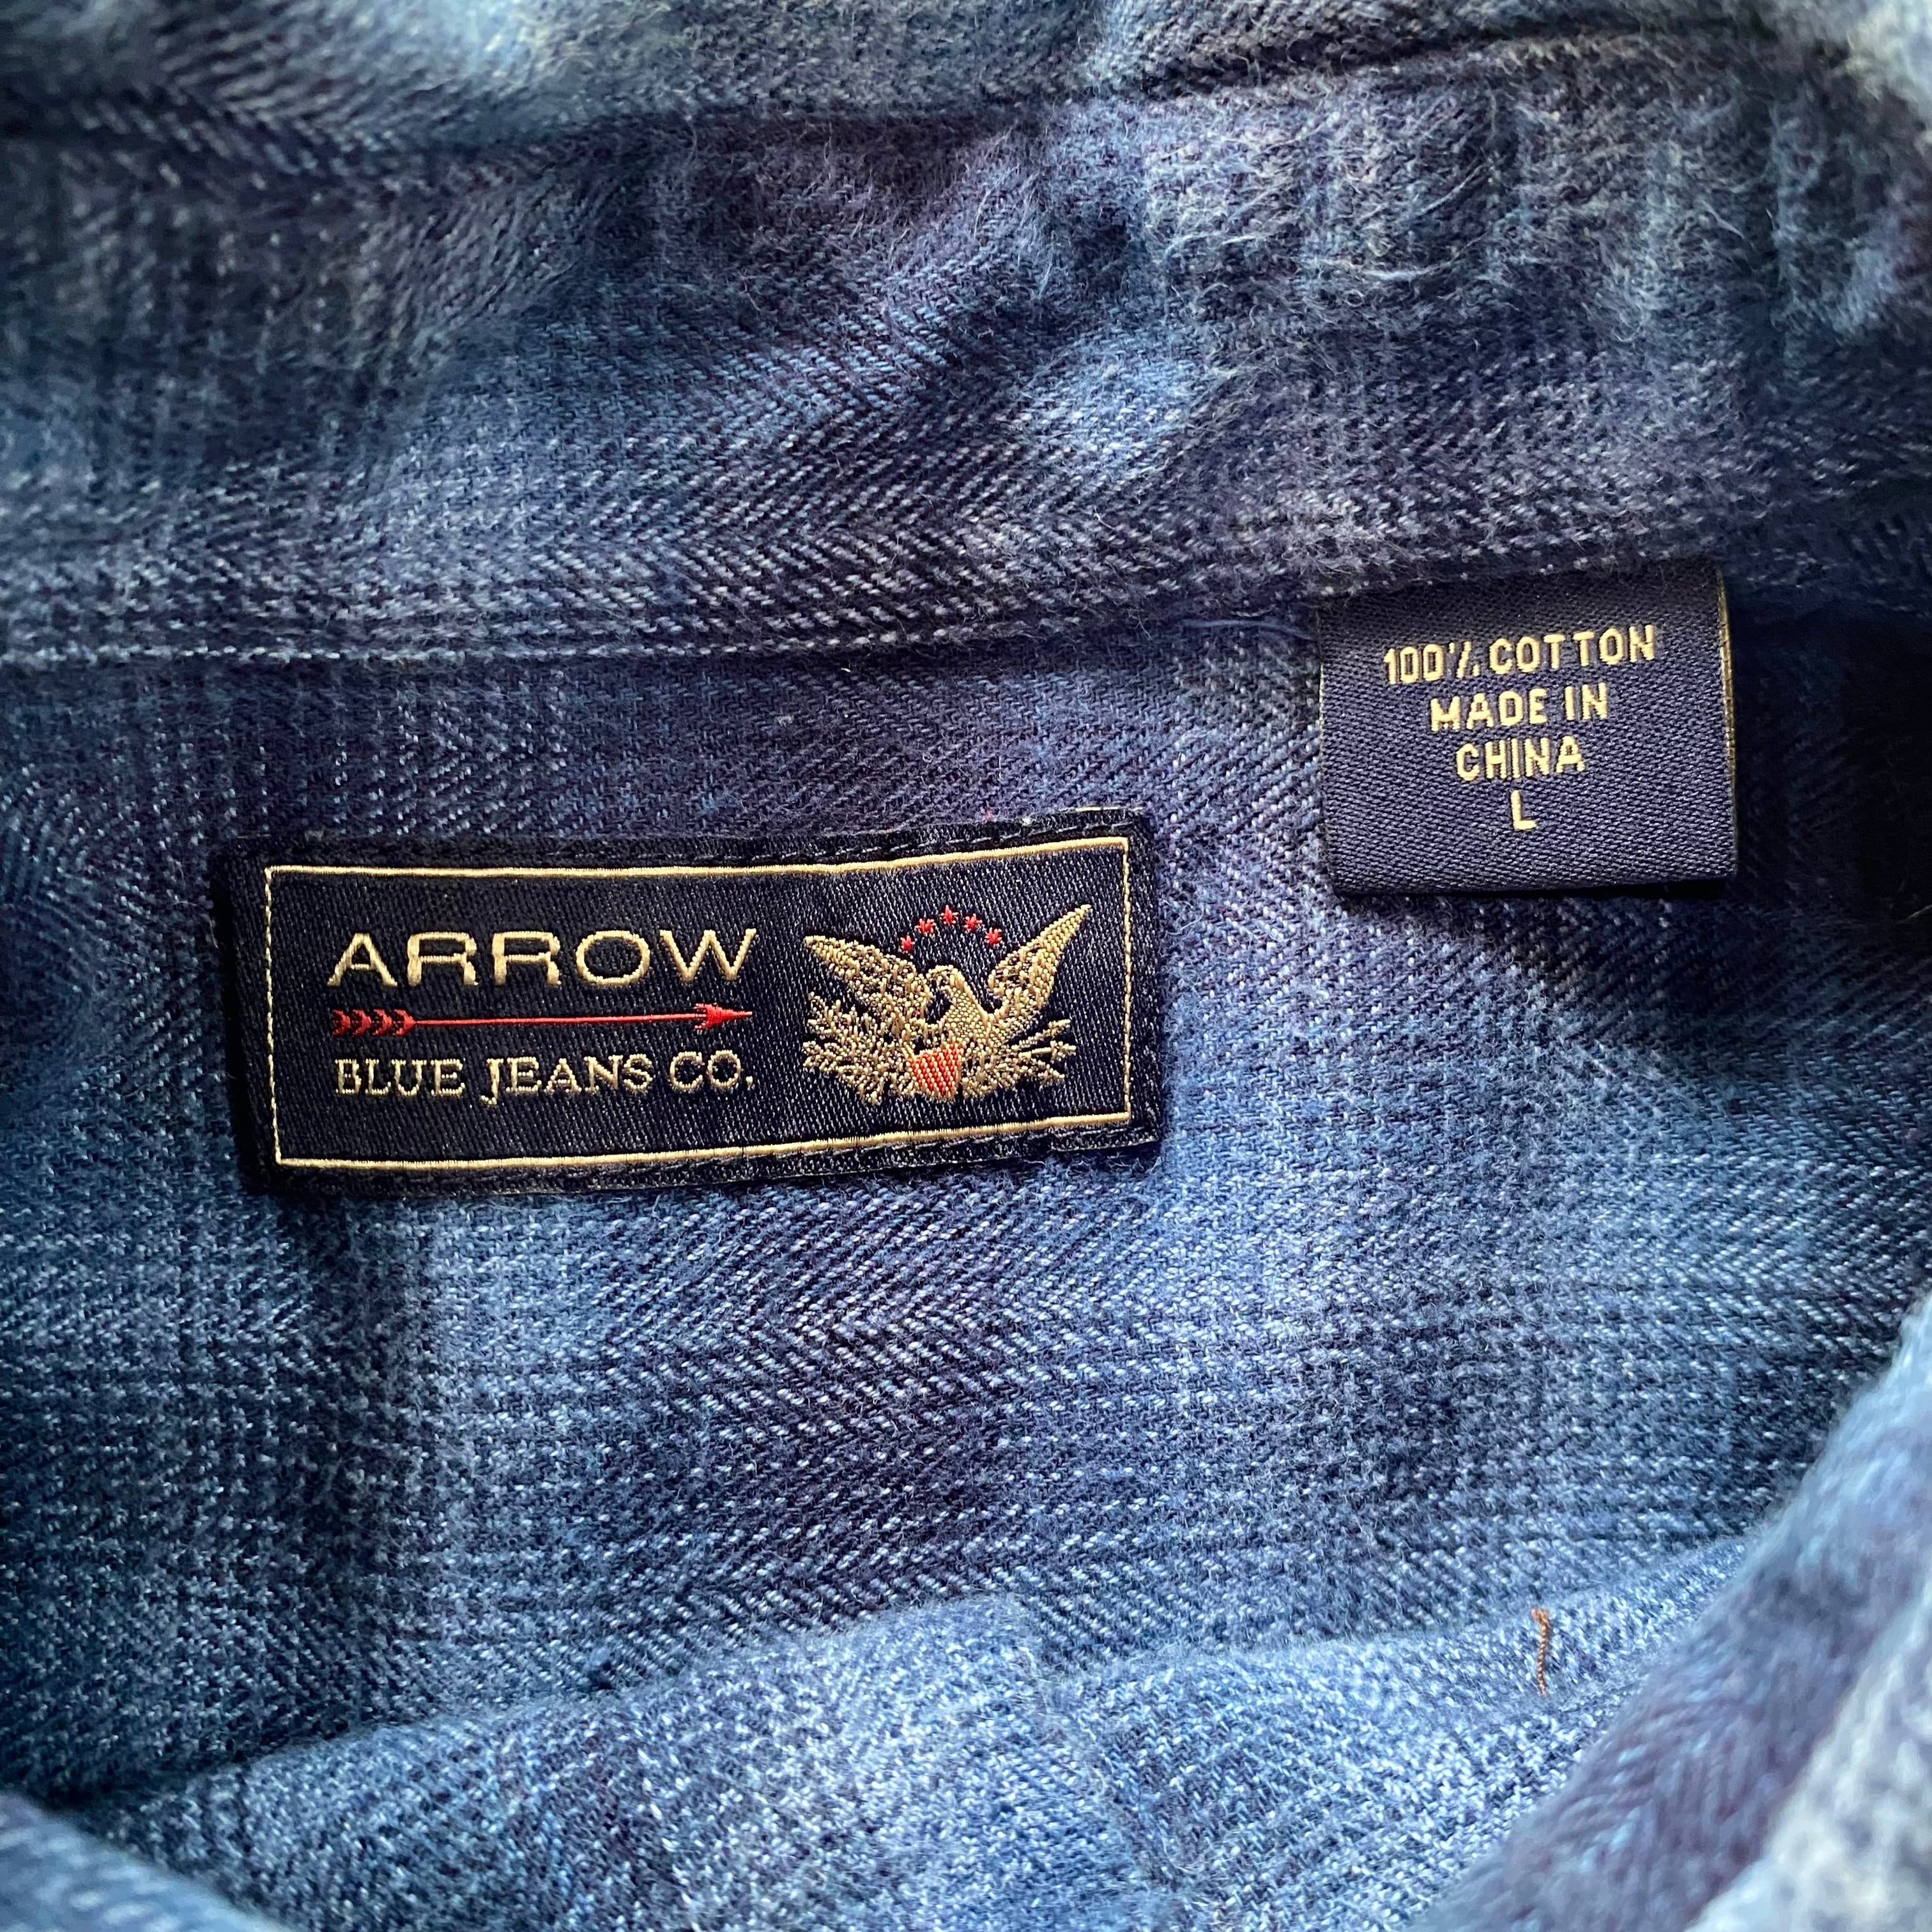 100% COTTON
MADE IN
CHINA
L
ARROW
BLUE JEANS CO.